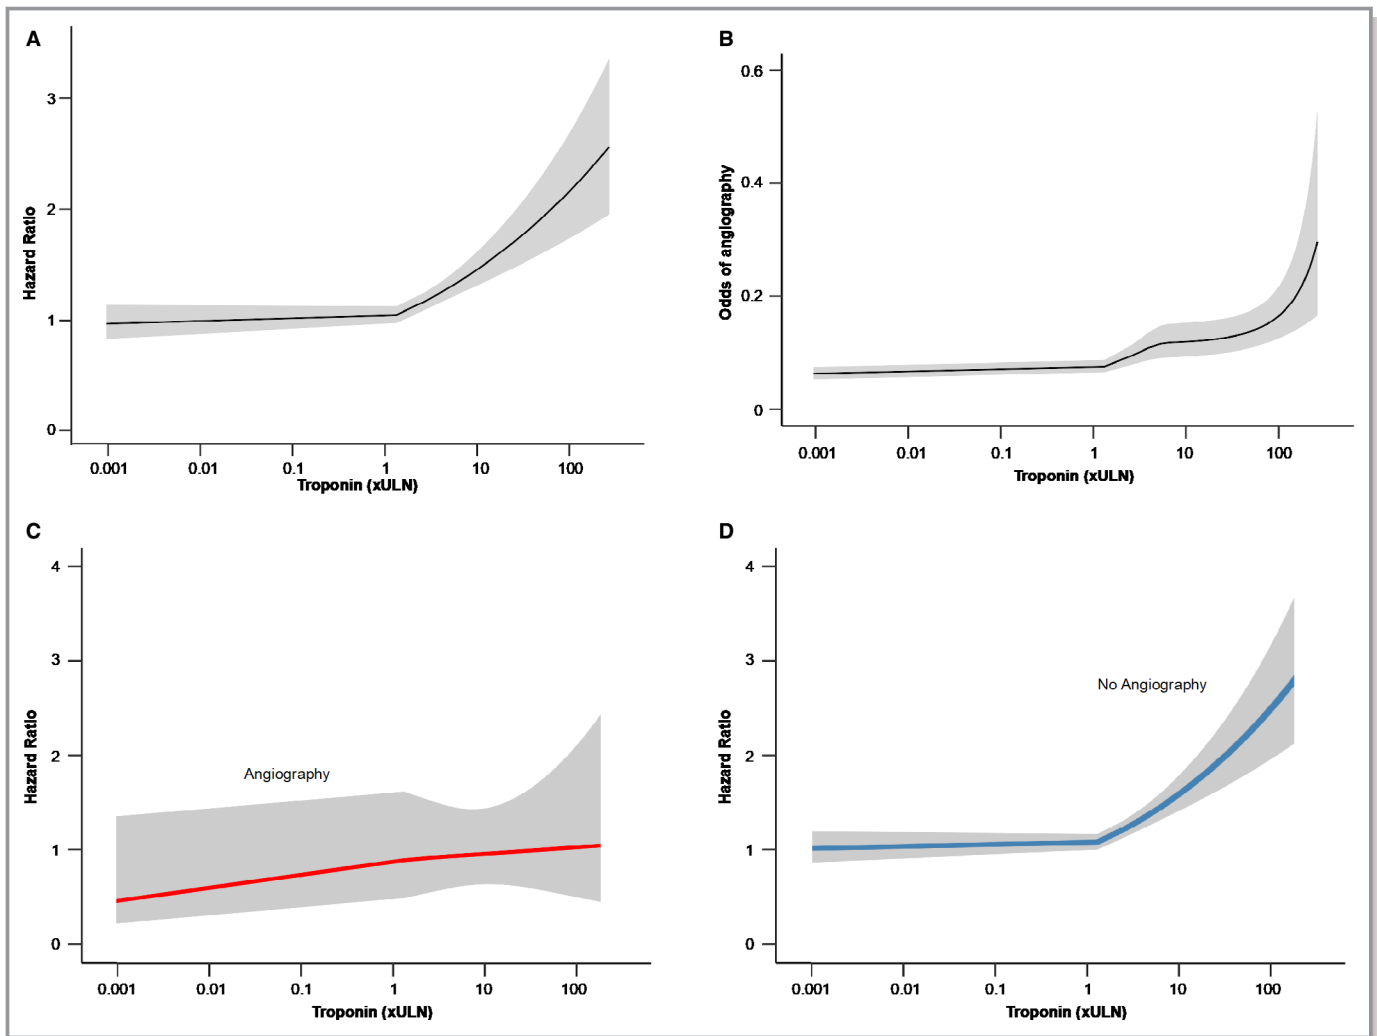 A
3
2
1
0
Hazard Ratio
0.001 0.01 0.1 1 10 100
Troponin (xULN)
B
0.6
0.4
0.2
0
Odds of angiography
0.001 0.01 0.1 1 10 100
Troponin (xULN)
C
4
3
2
1
0
Hazard Ratio
Angiography
0.001 0.01 0.1 1 10 100
Troponin (xULN)
D
4
3
2
1
0
Hazard Ratio
No Angiography
0.001 0.01 0.1 1 10 100
Troponin (xULN)